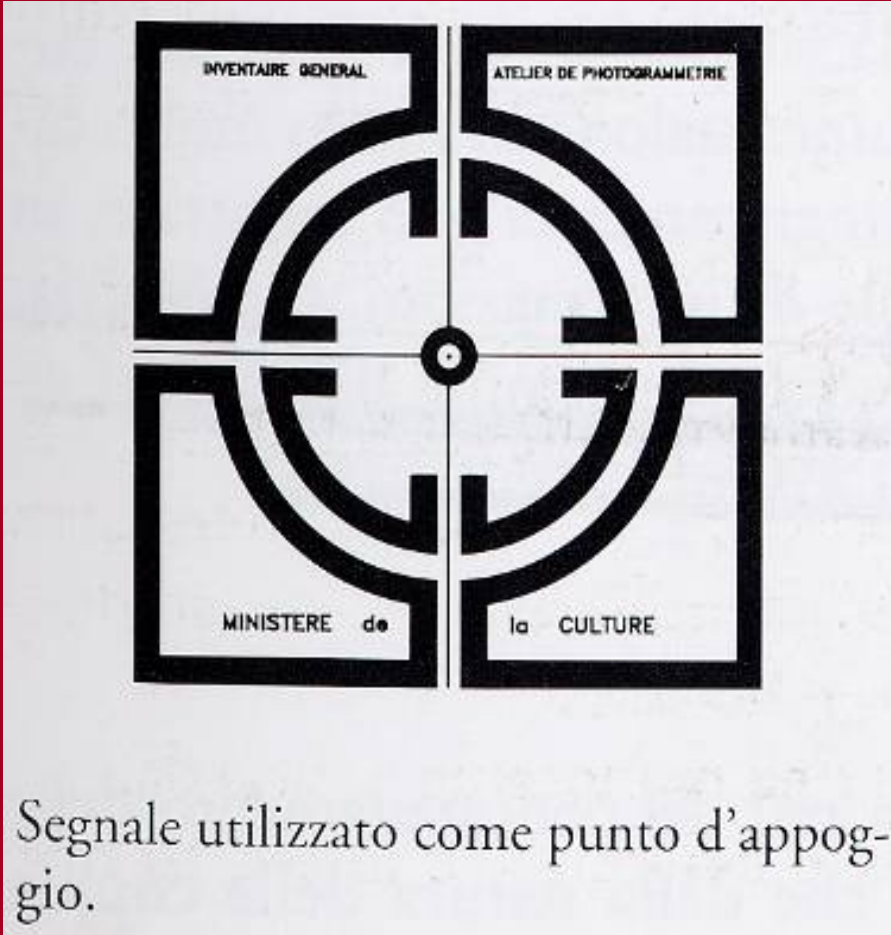 INVENTAIRE GENERAL ATELIER DE PHOTOGRAMMETRIE
MINISTERE de la CULTURE
Segnale utilizzato come punto d'appog-
gio.